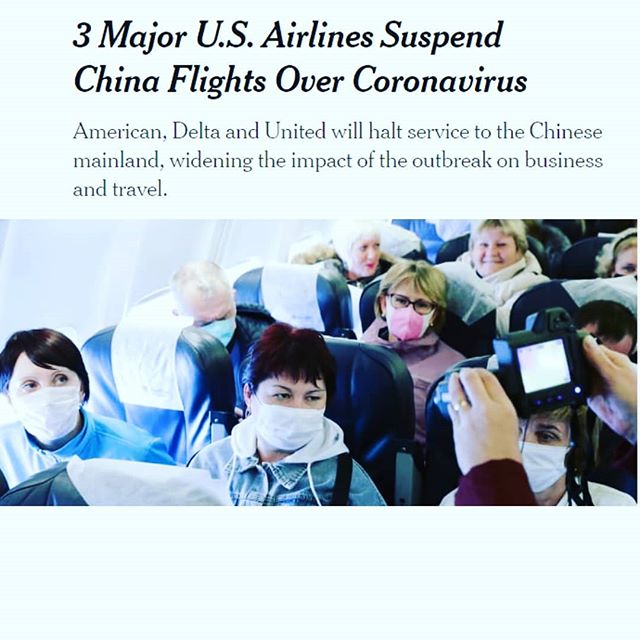 3 Major U.S. Airlines Suspend
China Flights Over Coronavirus
American, Delta and United will halt service to the Chinese
mainland, widening the impact of the outbreak on business
and travel.